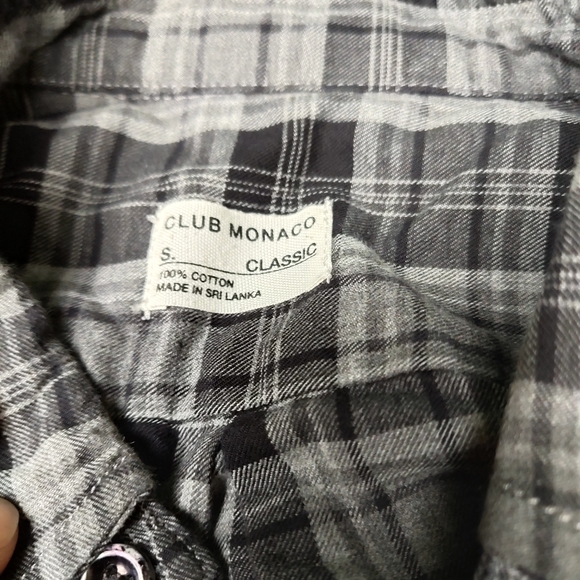 CLUB MONACO
S. CLASSIC
100% COTTON
MADE IN SRI LANKA